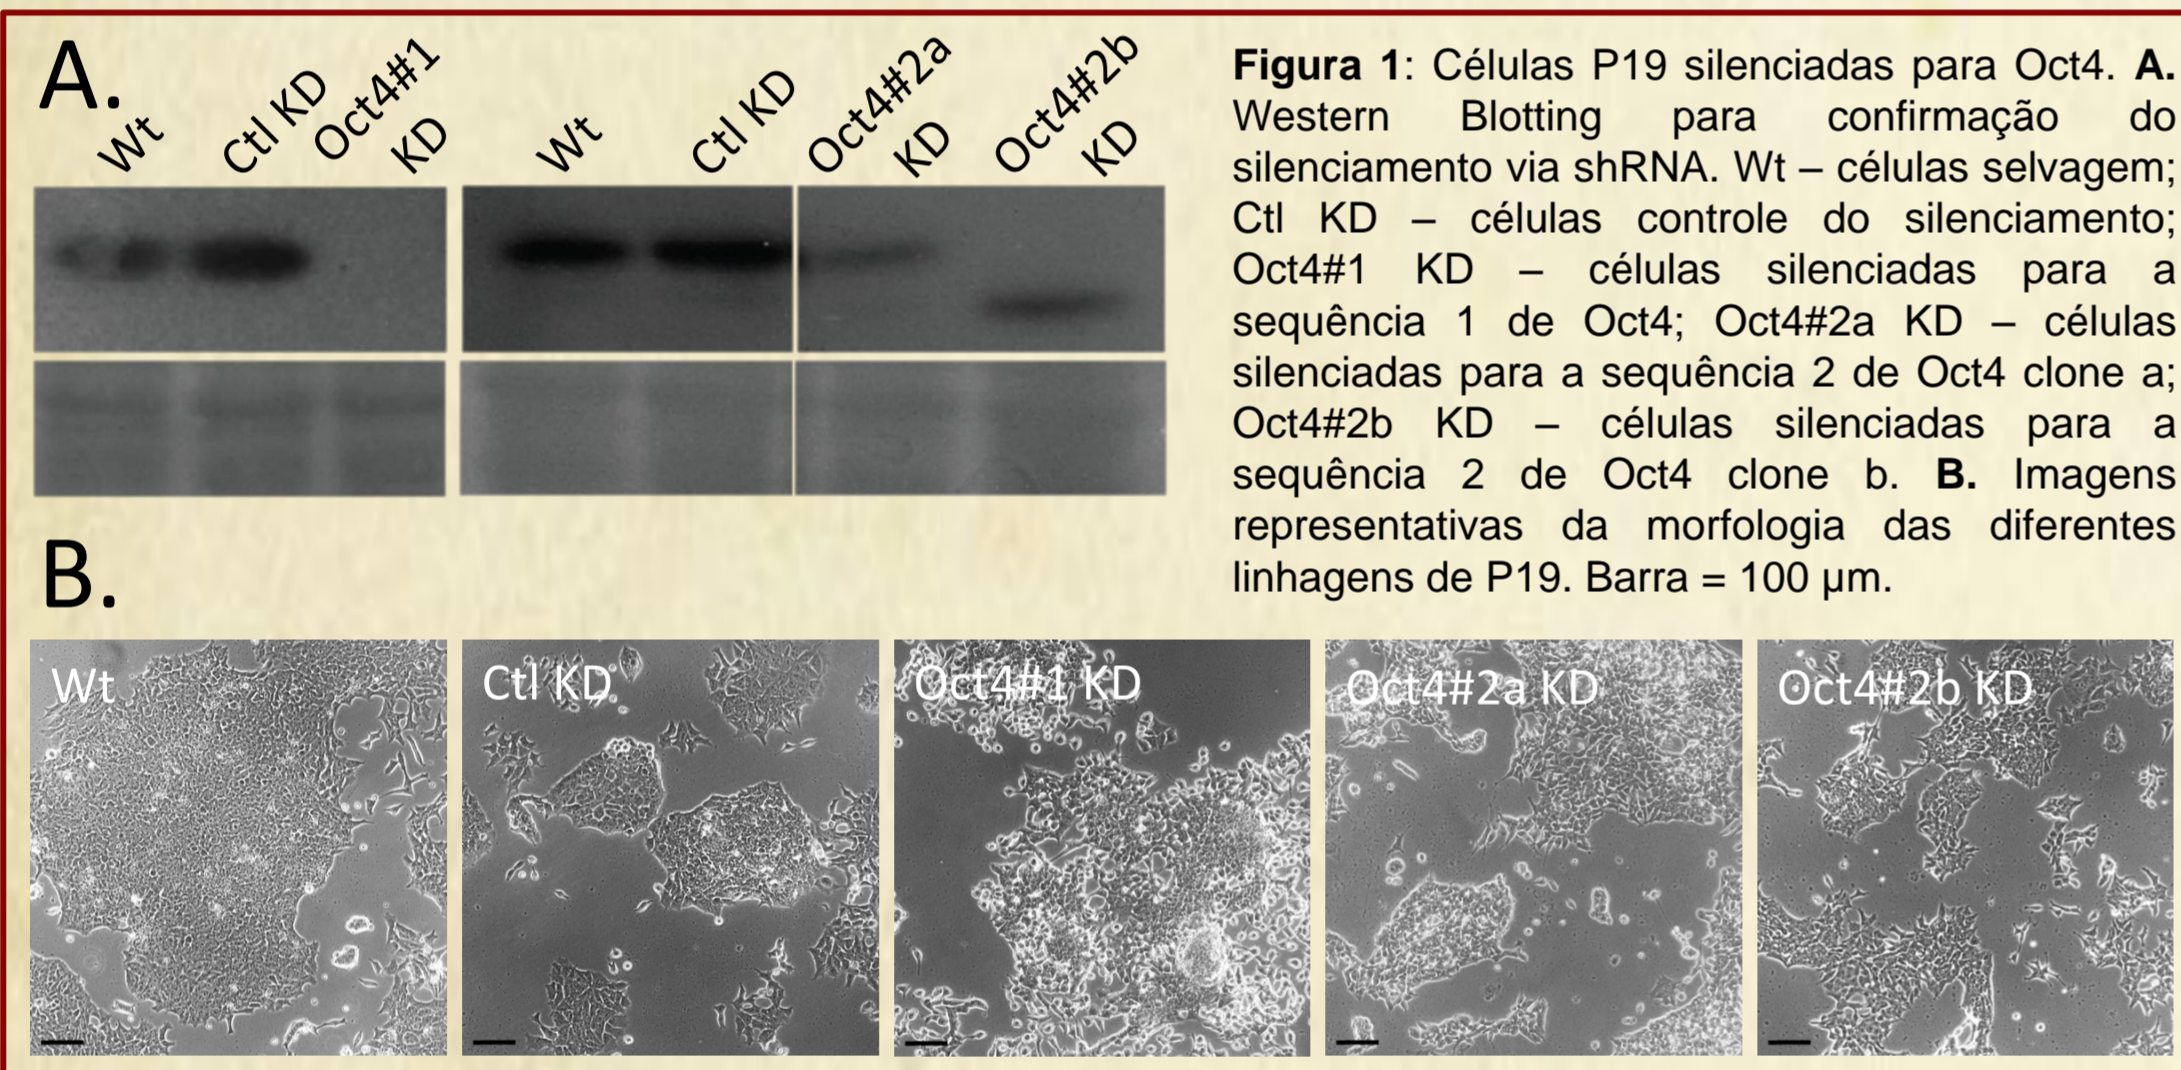 A.
Wt
Ctl KD
Oct4#1
KD
Wt
Ctl KD
Oct4#2a
KD
Oct4#2b
KD
Figura 1: Células P19 silenciadas para Oct4. A.
Western Blotting para confirmação do
silenciamento via shRNA. Wt – células selvagem;
Ctl KD – células controle do silenciamento;
Oct4#1 KD – células silenciadas para a
sequência 1 de Oct4; Oct4#2a KD – células
silenciadas para a sequência 2 de Oct4 clone a;
Oct4#2b KD – células silenciadas para a
sequência 2 de Oct4 clone b. B. Imagens
representativas da morfologia das diferentes
linhagens de P19. Barra = 100 µm.
B.
Wt
Ctl KD
Oct4#1 KD
Oct4#2a KD
Oct4#2b KD